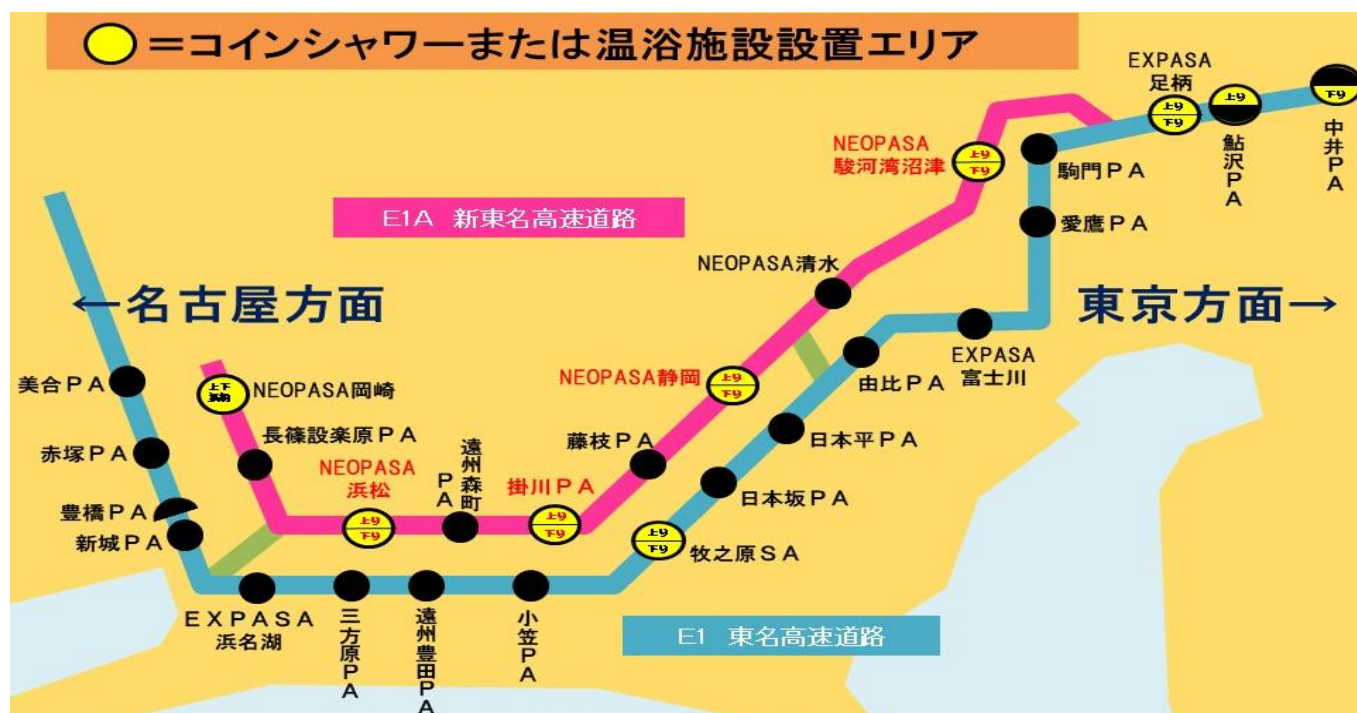 ＝コインシャワーまたは温浴施設設置エリア
EXPASA
足柄
上り
下り
上り
鮎沢ＰＡ
下り
中井ＰＡ
NEOPASA
駿河湾沼津
上り
下り
駒門ＰＡ
愛鷹ＰＡ
E1A 新東名高速道路
NEOPASA清水
←名古屋方面
東京方面→
EXPASA
富士川
由比ＰＡ
NEOPASA静岡
上り
下り
美合ＰＡ
上下
NEOPASA岡崎
日本平ＰＡ
長篠設楽原ＰＡ
藤枝ＰＡ
赤塚ＰＡ
NEOPASA
浜松
上り
下り
遠州森町
ＰＡ
掛川ＰＡ
上り
下り
日本坂ＰＡ
豊橋ＰＡ
新城ＰＡ
上り
下り
牧之原ＳＡ
ＥＸＰＡＳＡ
浜名湖
三方原ＰＡ
遠州豊田ＰＡ
小笠ＰＡ
E1 東名高速道路